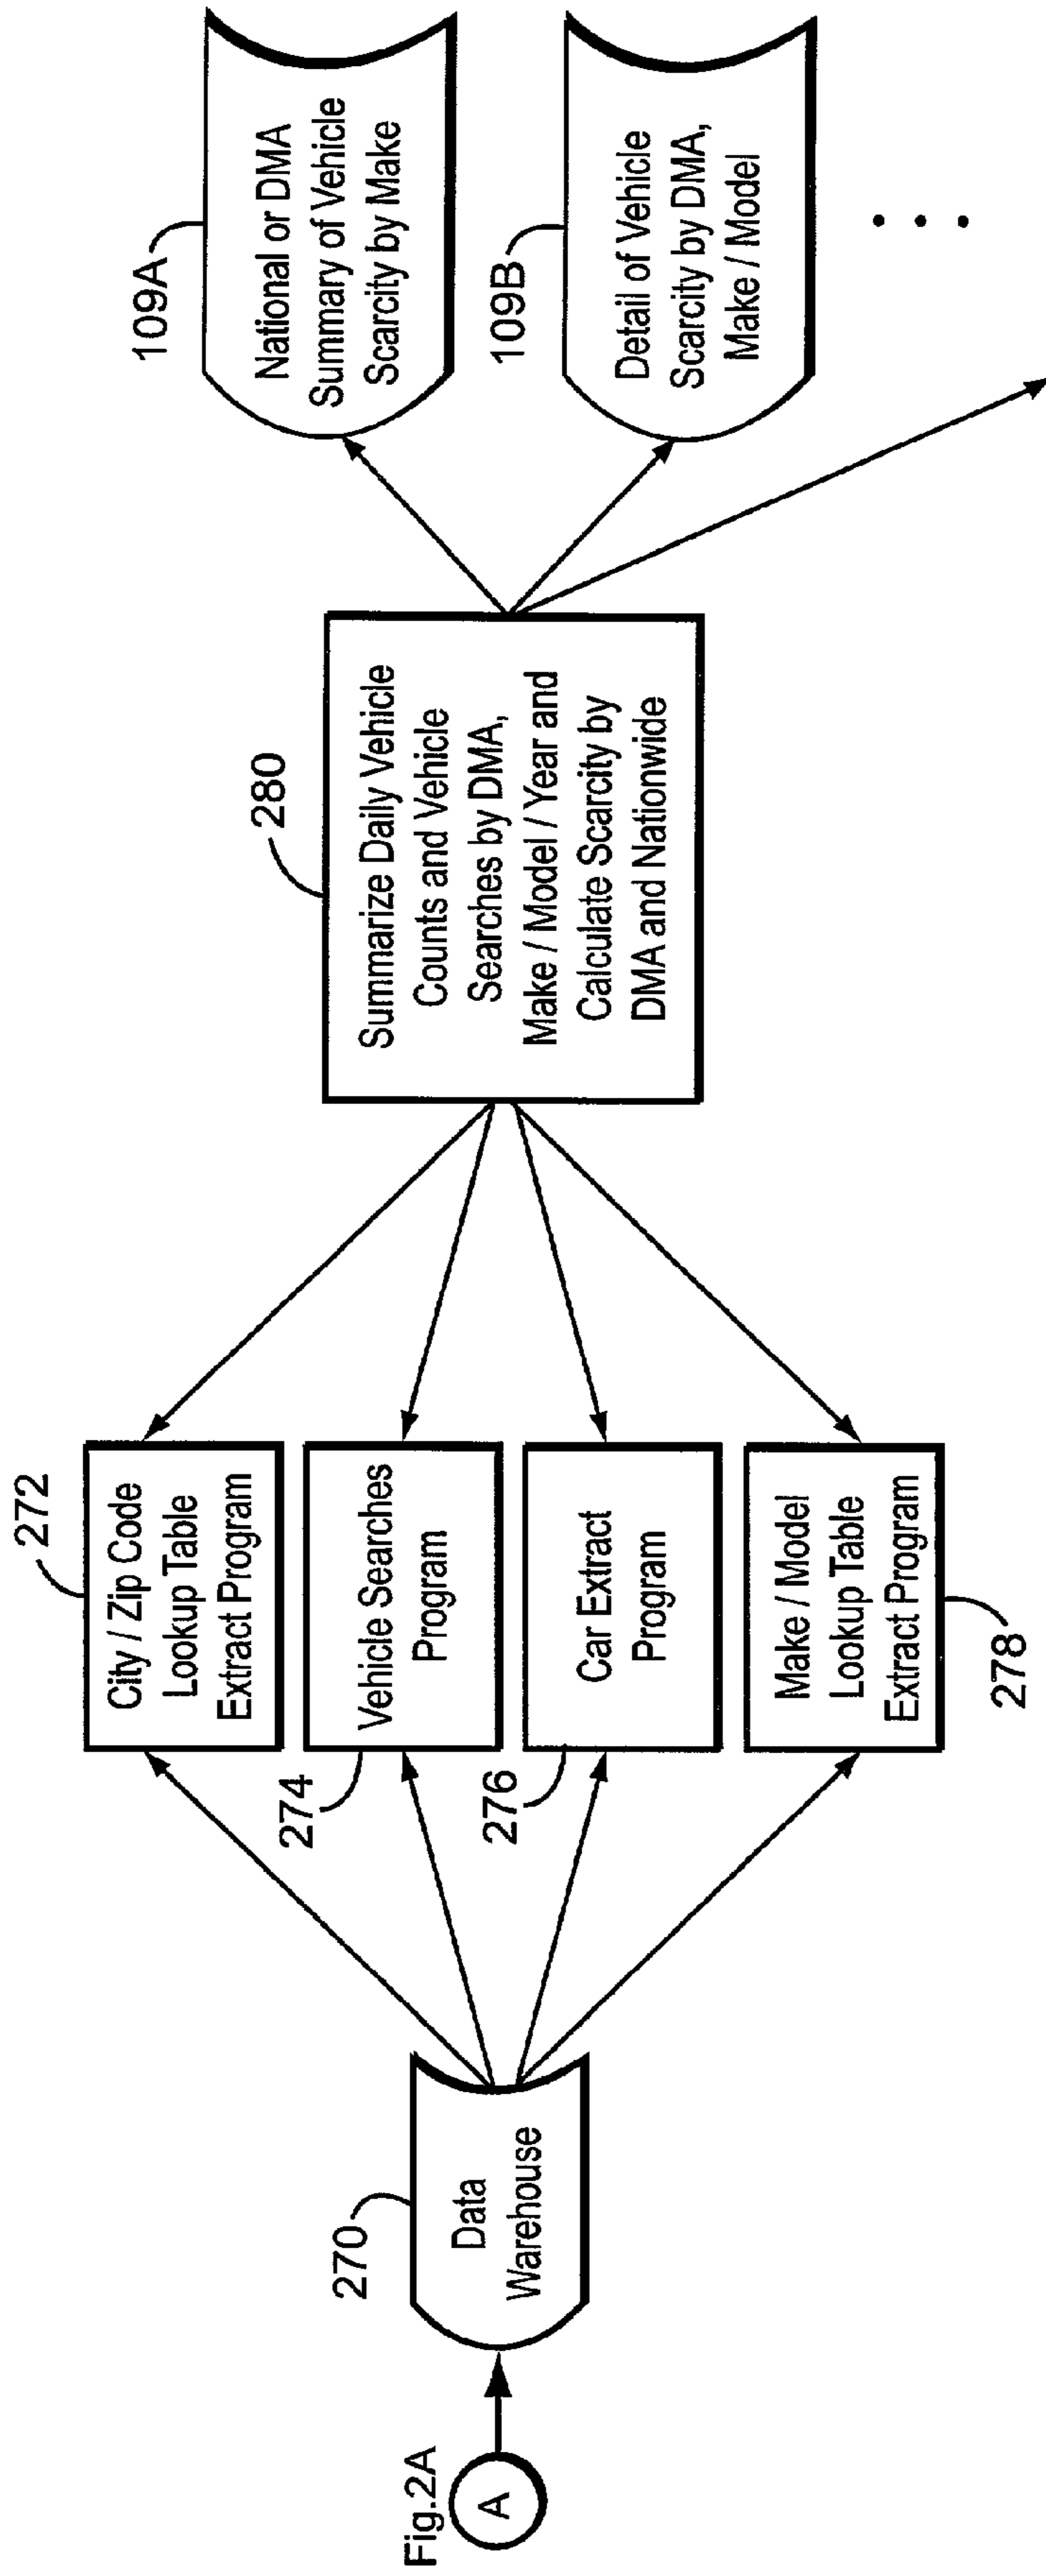 Fig.2A
A
270
Data
Warehouse
272
City / Zip Code
Lookup Table
Extract Program
274
Vehicle Searches
Program
276
Car Extract
Program
Make / Model
Lookup Table
Extract Program
278
280
Summarize Daily Vehicle
Counts and Vehicle
Searches by DMA,
Make / Model / Year and
Calculate Scarcity by
DMA and Nationwide
109A
National or DMA
Summary of Vehicle
Scarcity by Make
109B
Detail of Vehicle
Scarcity by DMA,
Make / Model